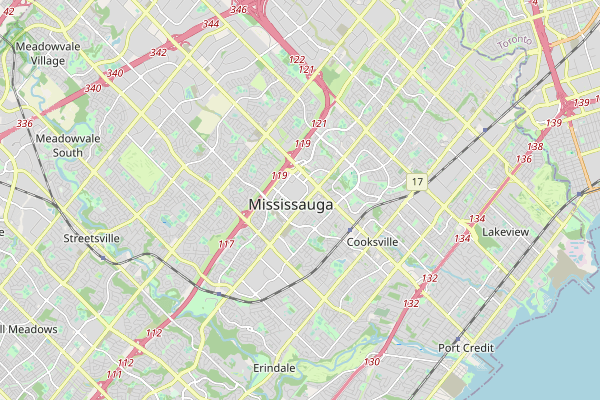 42
346
344
342
Meadowvale
Village
340
340
336
122
121
121
119
119
Toronto
139
139
138
136
Meadowvale
South
17
Mississauga
134
134
Lakeview
Streetsville
117
Cooksville
132
132
ll Meadows
112
112
111
Port Credit
130
Erindale